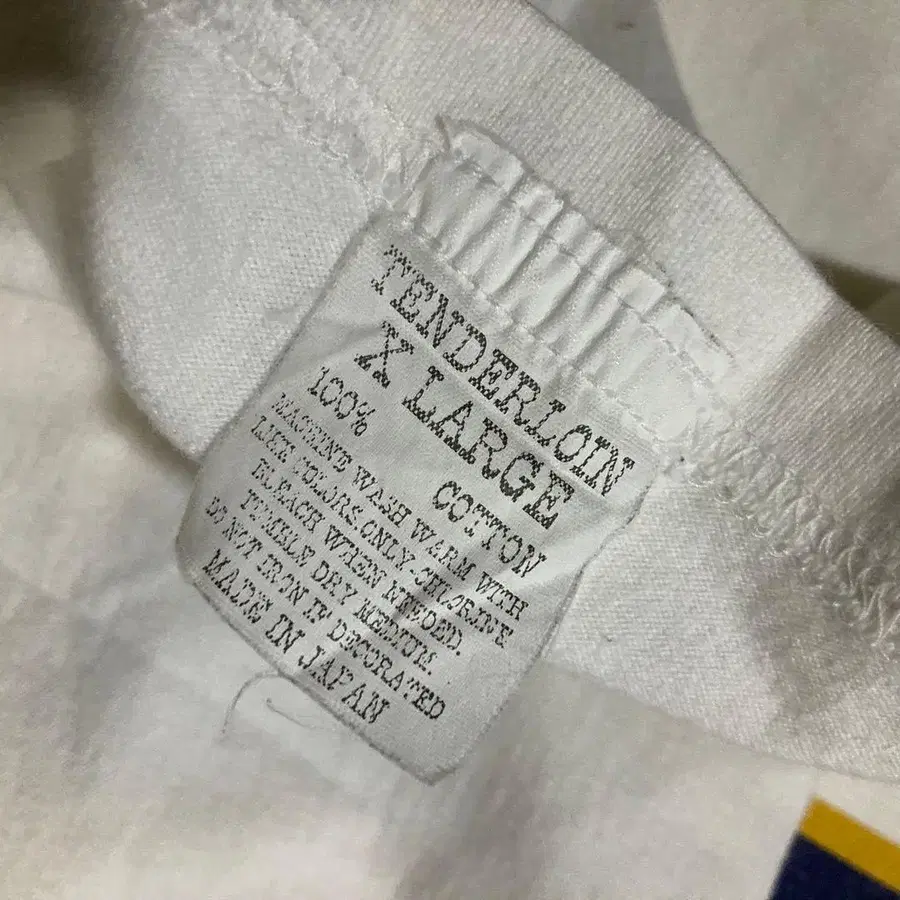 TENDERLOIN
X LARGE
100% COTTON
MACHINE WASH WARM WITH
LIKE COLORS.ONLY-CHLORINE
BLEACH WHEN NEEDED.
TUMBLE DRY MEDIUM.
DO NOT IRON IF DECORATED
MADE IN JAPAN